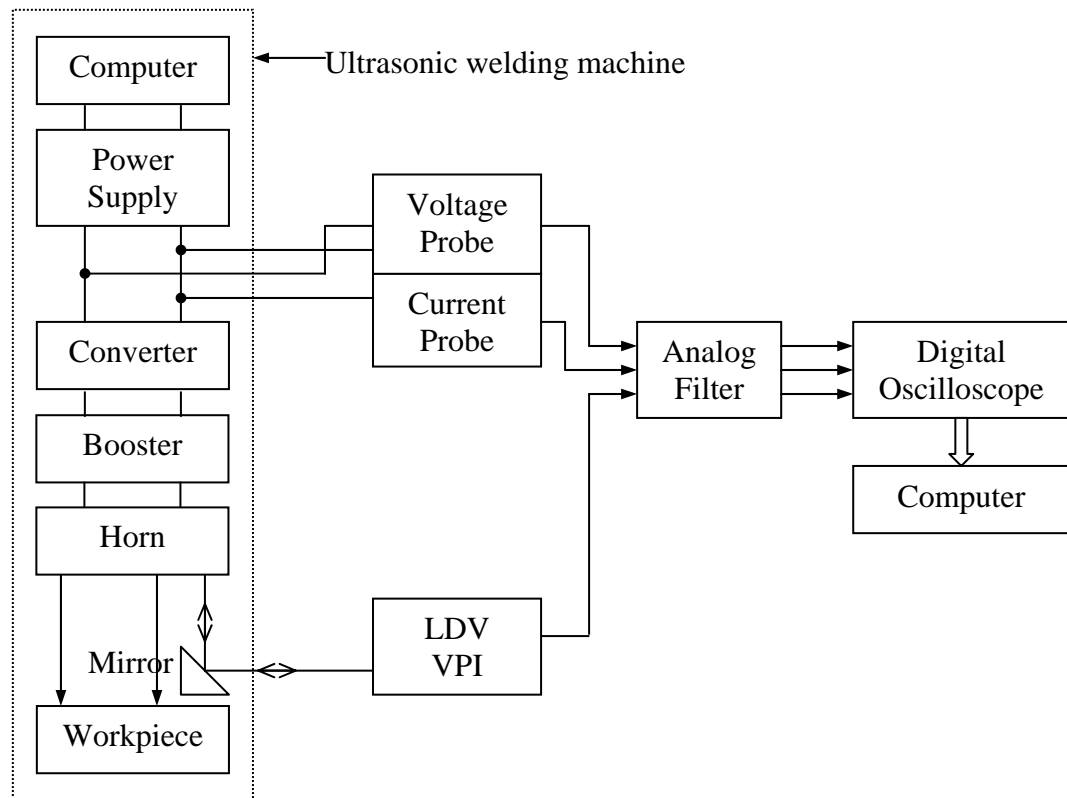 Computer
Ultrasonic welding machine
Power
Supply
Voltage
Probe
Current
Probe
Converter
Analog
Filter
Digital
Oscilloscope
Booster
Computer
Horn
LDV
VPI
Mirror
Workpiece